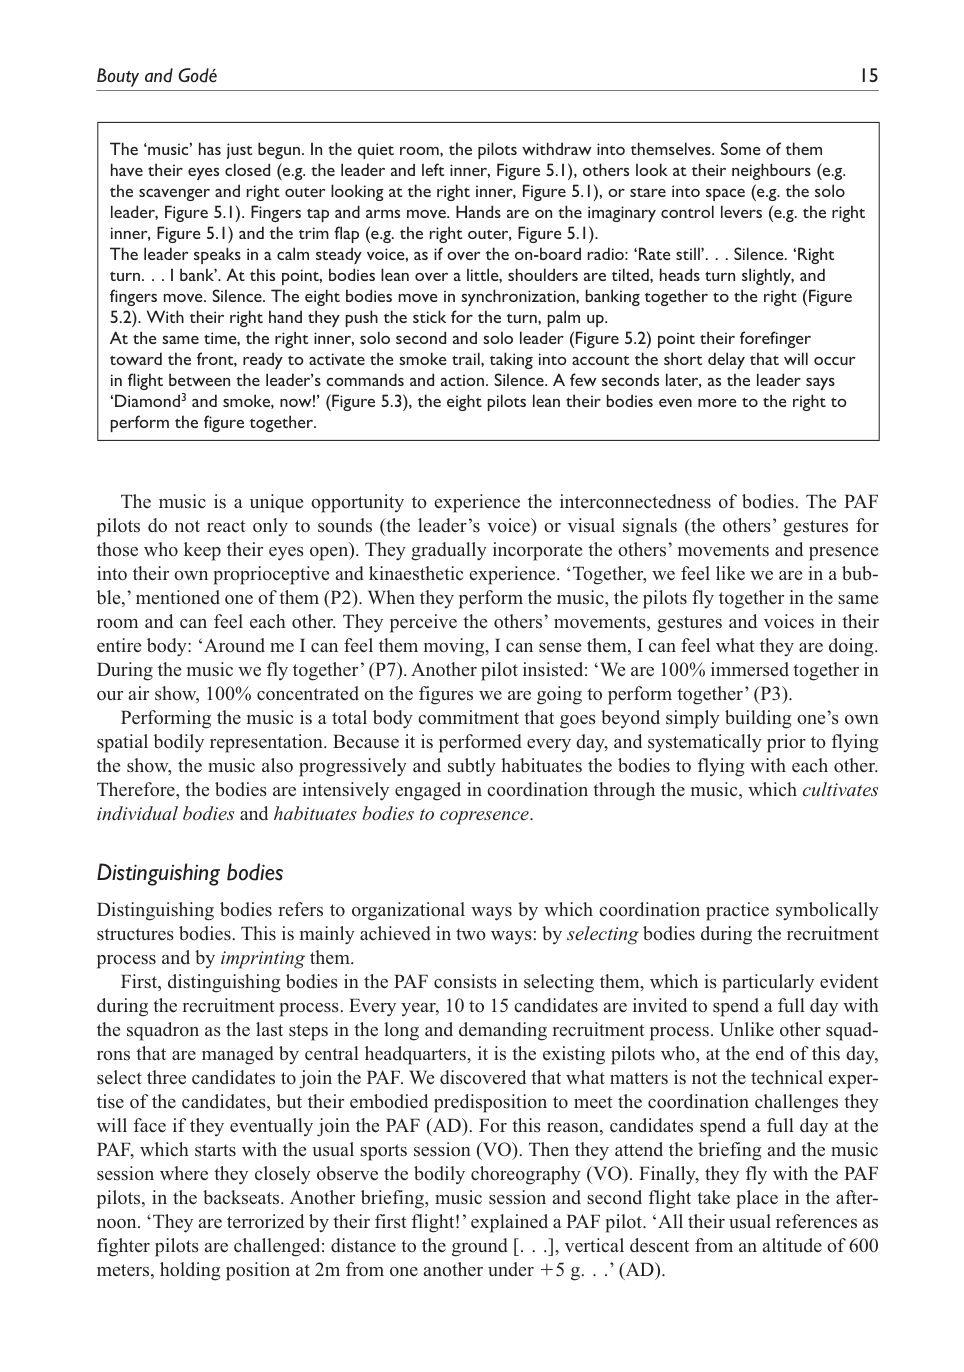 Bouty and Godé 15
The ‘music’ has just begun. In the quiet room, the pilots withdraw into themselves. Some of them
have their eyes closed (e.g. the leader and left inner, Figure 5.1), others look at their neighbours (e.g.
the scavenger and right outer looking at the right inner, Figure 5.1), or stare into space (e.g. the solo
leader, Figure 5.1). Fingers tap and arms move. Hands are on the imaginary control levers (e.g. the right
inner, Figure 5.1) and the trim flap (e.g. the right outer, Figure 5.1).
The leader speaks in a calm steady voice, as if over the on-board radio: ‘Rate still’. . . Silence. ‘Right
turn. . . I bank’. At this point, bodies lean over a little, shoulders are tilted, heads turn slightly, and
fingers move. Silence. The eight bodies move in synchronization, banking together to the right (Figure
5.2). With their right hand they push the stick for the turn, palm up.
At the same time, the right inner, solo second and solo leader (Figure 5.2) point their forefinger
toward the front, ready to activate the smoke trail, taking into account the short delay that will occur
in flight between the leader’s commands and action. Silence. A few seconds later, as the leader says
‘Diamond³ and smoke, now!’ (Figure 5.3), the eight pilots lean their bodies even more to the right to
perform the figure together.
The music is a unique opportunity to experience the interconnectedness of bodies. The PAF
pilots do not react only to sounds (the leader’s voice) or visual signals (the others’ gestures for
those who keep their eyes open). They gradually incorporate the others’ movements and presence
into their own proprioceptive and kinaesthetic experience. ‘Together, we feel like we are in a bub-
ble,’ mentioned one of them (P2). When they perform the music, the pilots fly together in the same
room and can feel each other. They perceive the others’ movements, gestures and voices in their
entire body: ‘Around me I can feel them moving, I can sense them, I can feel what they are doing.
During the music we fly together’ (P7). Another pilot insisted: ‘We are 100% immersed together in
our air show, 100% concentrated on the figures we are going to perform together’ (P3).
Performing the music is a total body commitment that goes beyond simply building one’s own
spatial bodily representation. Because it is performed every day, and systematically prior to flying
the show, the music also progressively and subtly habituates the bodies to flying with each other.
Therefore, the bodies are intensively engaged in coordination through the music, which cultivates
individual bodies and habituates bodies to copresence.
Distinguishing bodies
Distinguishing bodies refers to organizational ways by which coordination practice symbolically
structures bodies. This is mainly achieved in two ways: by selecting bodies during the recruitment
process and by imprinting them.
First, distinguishing bodies in the PAF consists in selecting them, which is particularly evident
during the recruitment process. Every year, 10 to 15 candidates are invited to spend a full day with
the squadron as the last steps in the long and demanding recruitment process. Unlike other squad-
rons that are managed by central headquarters, it is the existing pilots who, at the end of this day,
select three candidates to join the PAF. We discovered that what matters is not the technical exper-
tise of the candidates, but their embodied predisposition to meet the coordination challenges they
will face if they eventually join the PAF (AD). For this reason, candidates spend a full day at the
PAF, which starts with the usual sports session (VO). Then they attend the briefing and the music
session where they closely observe the bodily choreography (VO). Finally, they fly with the PAF
pilots, in the backseats. Another briefing, music session and second flight take place in the after-
noon. ‘They are terrorized by their first flight!’ explained a PAF pilot. ‘All their usual references as
fighter pilots are challenged: distance to the ground [. . .], vertical descent from an altitude of 600
meters, holding position at 2m from one another under +5 g. . .’ (AD).